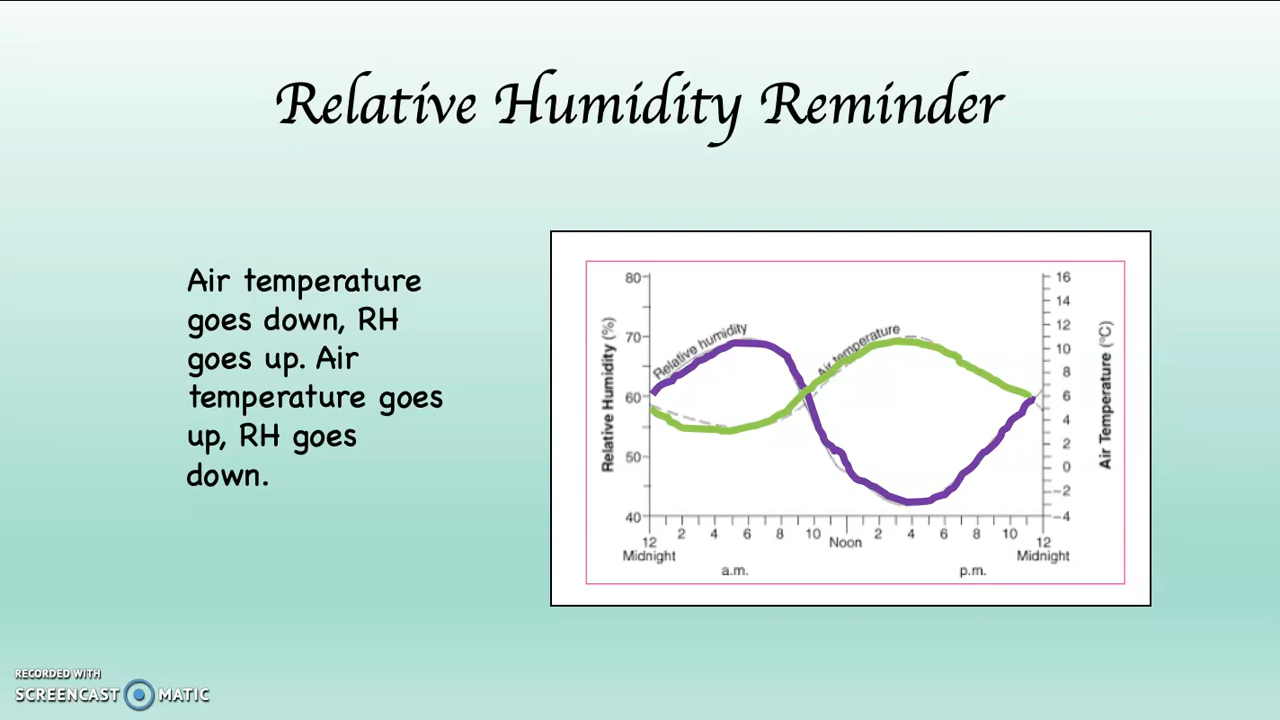 Relative Humidity Reminder
Air temperature
goes down, RH
goes up. Air
temperature goes
up, RH goes
down.
Relative Humidity (%)
80
70
60
50
40
Relative humidity
Air temperature
16
14
12
10
8
6
4
2
0
-2
-4
Air Temperature (°C)
12 2 4 6 8 10 Noon 2 4 6 8 10 12
Midnight Midnight
a.m. p.m.
RECORDED WITH
SCREENCAST MATIC